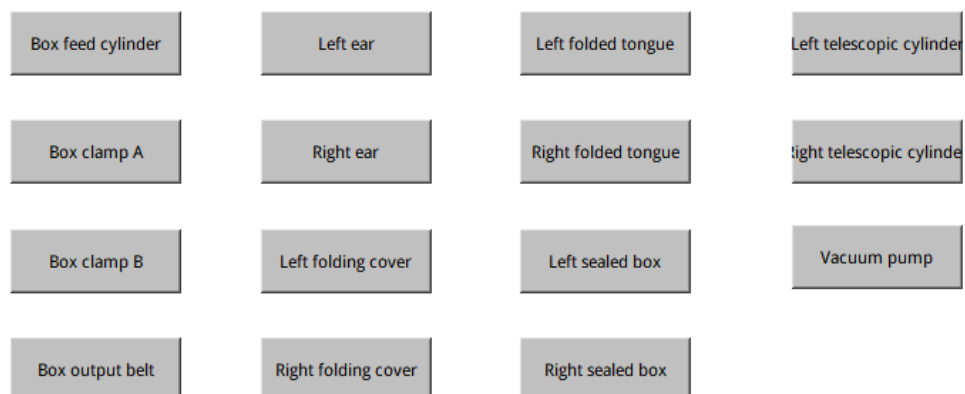 Box feed cylinder
Left ear
Left folded tongue
Left telescopic cylinder
Box clamp A
Right ear
Right folded tongue
Right telescopic cylinde
Box clamp B
Left folding cover
Left sealed box
Vacuum pump
Box output belt
Right folding cover
Right sealed box